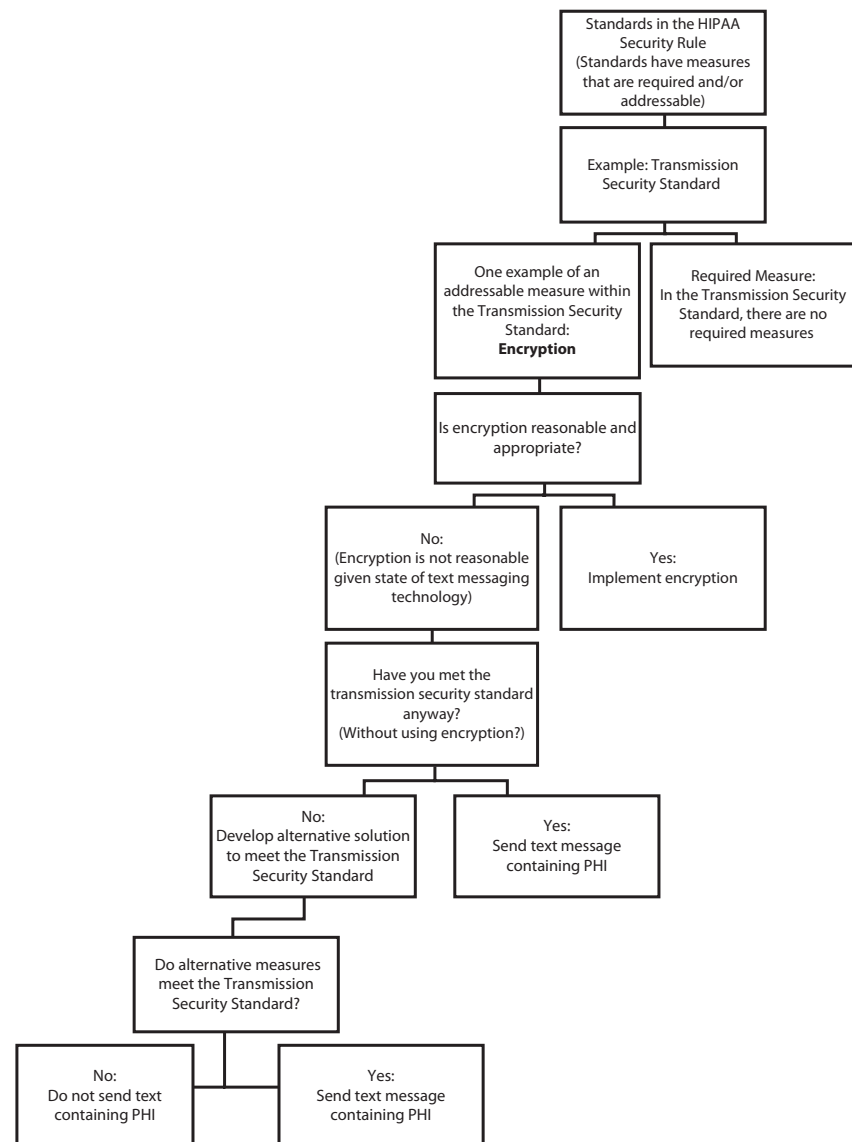 Standards in the HIPAA
Security Rule
(Standards have measures
that are required and/or
addressable)
Example: Transmission
Security Standard
One example of an
addressable measure within
the Transmission Security
Standard:
Encryption
Required Measure:
In the Transmission Security
Standard, there are no
required measures
Is encryption reasonable and
appropriate?
No:
(Encryption is not reasonable
given state of text messaging
technology)
Yes:
Implement encryption
Have you met the
transmission security standard
anyway?
(Without using encryption?)
No:
Develop alternative solution
to meet the Transmission
Security Standard
Yes:
Send text message
containing PHI
Do alternative measures
meet the Transmission
Security Standard?
No:
Do not send text
containing PHI
Yes:
Send text message
containing PHI